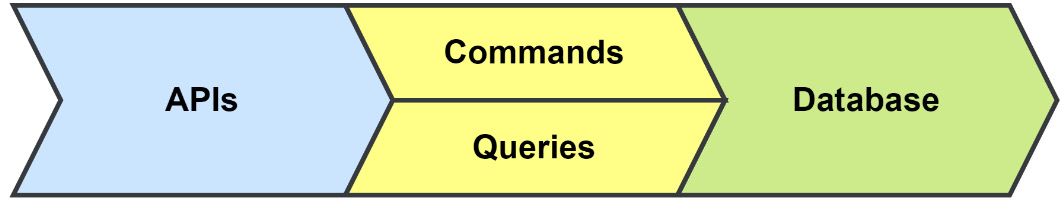 APIs
Commands
Queries
Database